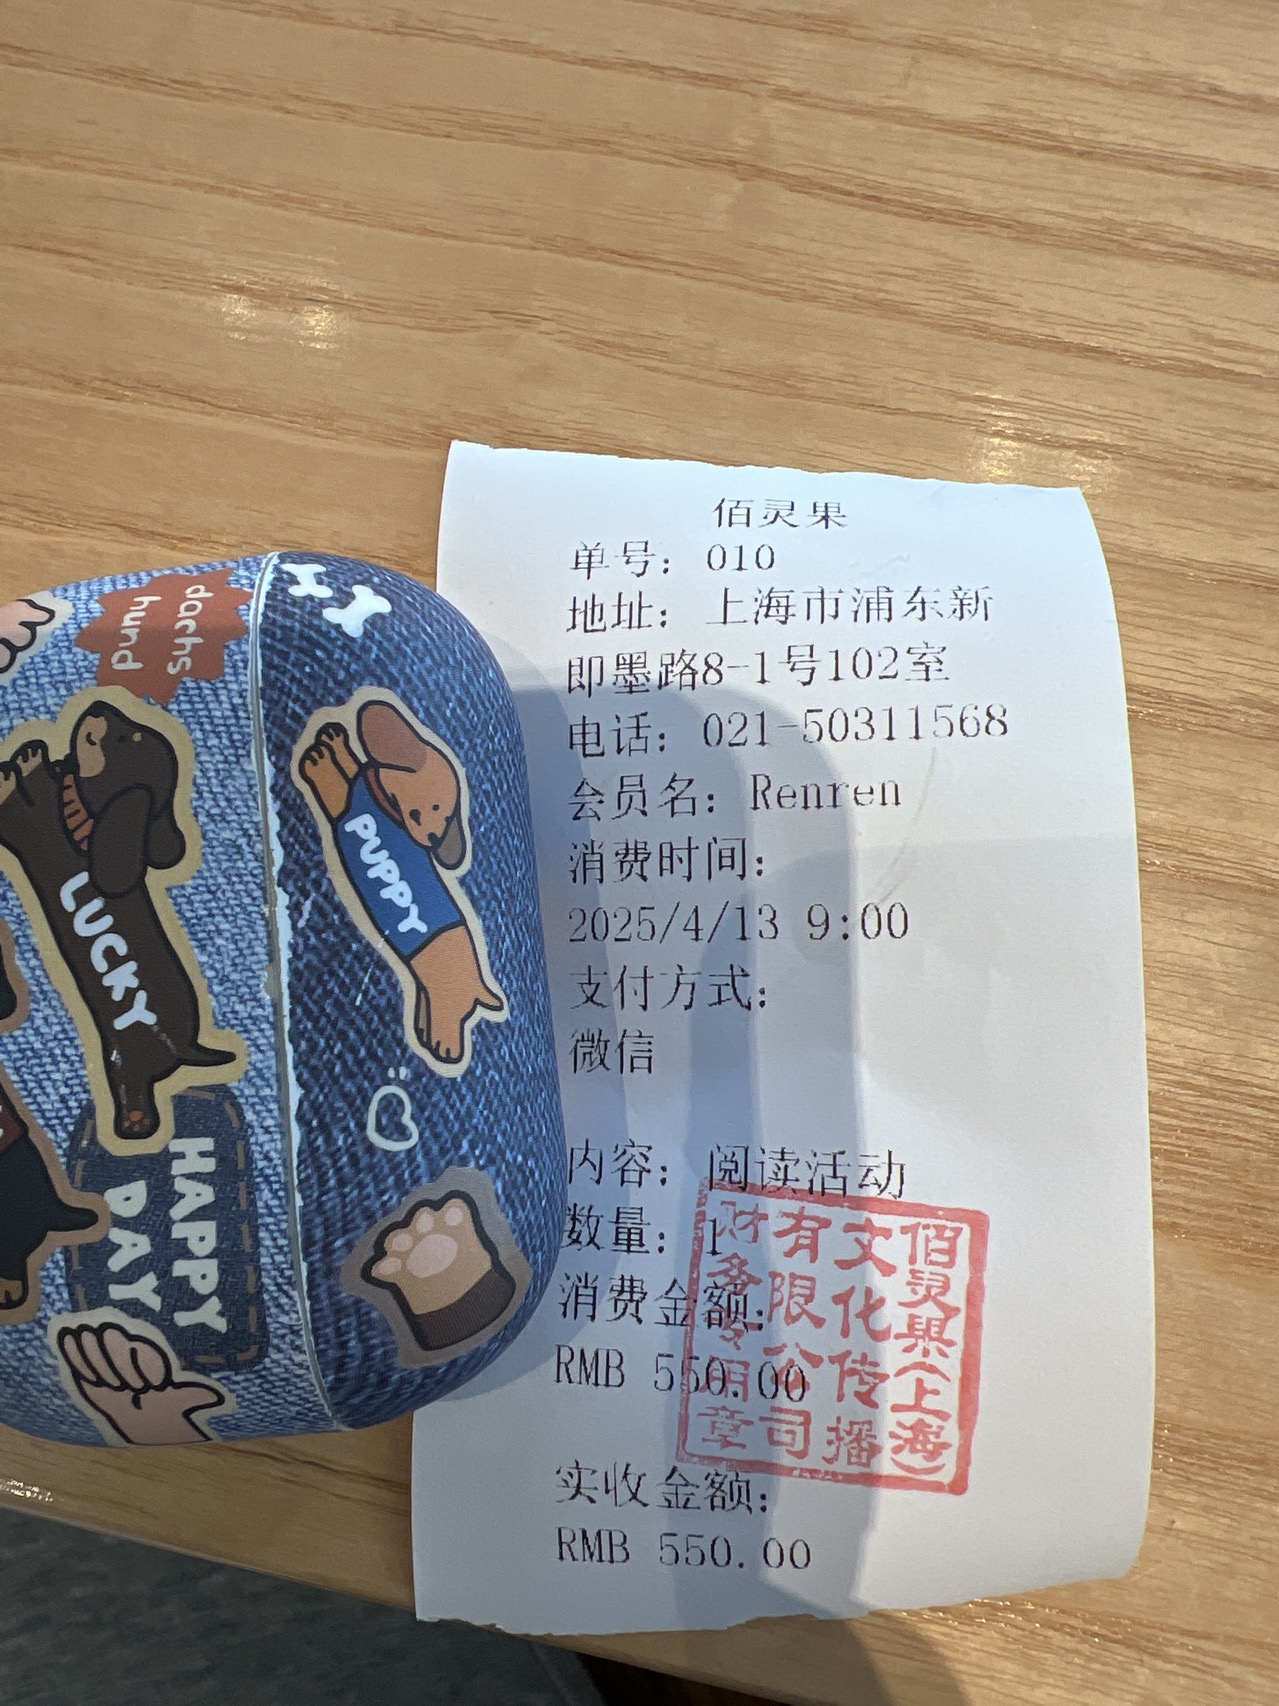 dachs
hund
LUCKY
PUPPY
HAPPY
DAY
佰灵果
单号：010
地址：上海市浦东新
即墨路8-1号102室
电话：021-50311568
会员名：Renren
消费时间：
2025/4/13 9:00
支付方式：
微信
内容：阅读活动
数量：1
消费金额：
RMB 550.00
实收金额：
RMB 550.00
佰灵果(上海)
文化传播
有限公司
财务专用章